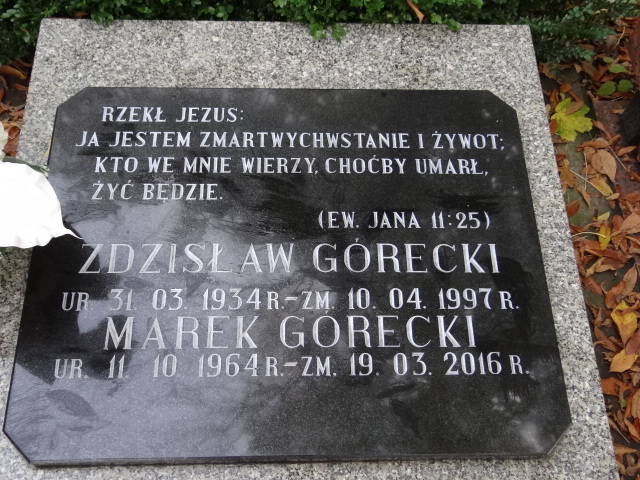 RZEKŁ JEZUS:
JA JESTEM ZMARTWYCHWSTANIE I ŻYWOT;
KTO WE MNIE WIERZY, CHOĆBY UMARŁ,
ŻYĆ BĘDZIE.
(EW. JANA 11:25)
ZDZISŁAW GÓRECKI
UR. 31. 03. 1934 R.–ZM. 10. 04. 1997 R.
MAREK GÓRECKI
UR. 11. 10. 1964 R.–ZM. 19. 03. 2016 R.